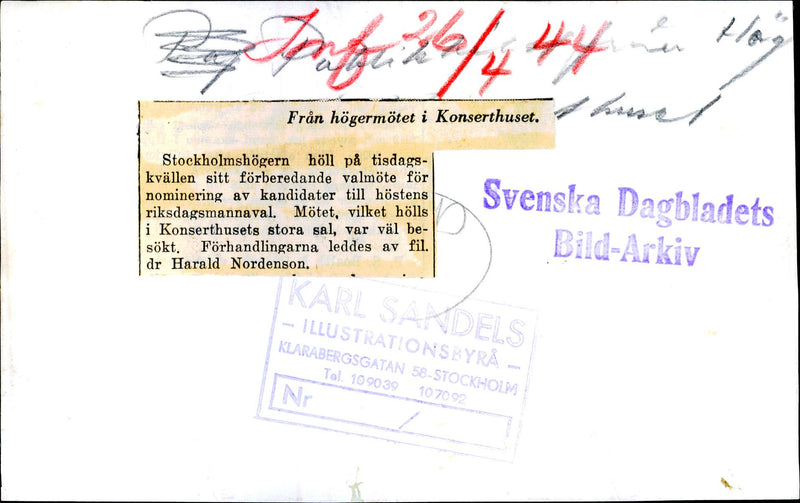 Inf 26/4 44
Hög
Från högermötet i Konserthuset.
Stockholmshögern höll på tisdags-
kvällen sitt förberedande valmöte för
nominering av kandidater till höstens
riksdagsmannaval. Mötet, vilket hölls
i Konserthusets stora sal, var väl be-
sökt. Förhandlingarna leddes av fil.
dr Harald Nordenson.
Svenska Dagbladets
Bild-Arkiv
KARL SANDELS
— ILLUSTRATIONSBYRÅ —
KLARABERGSGATAN 58-STOCKHOLM
Tel. 199039 107092
Nr /